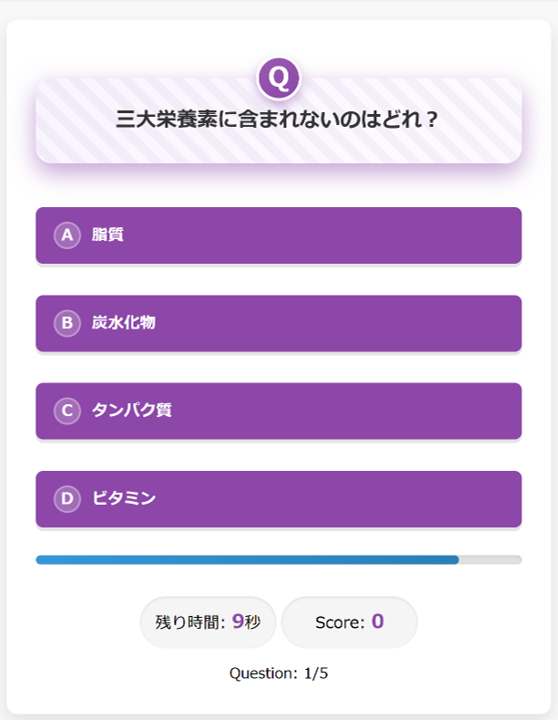 Q
三大栄養素に含まれないのはどれ？
A 脂質
B 炭水化物
C タンパク質
D ビタミン
残り時間: 9秒 Score: 0
Question: 1/5